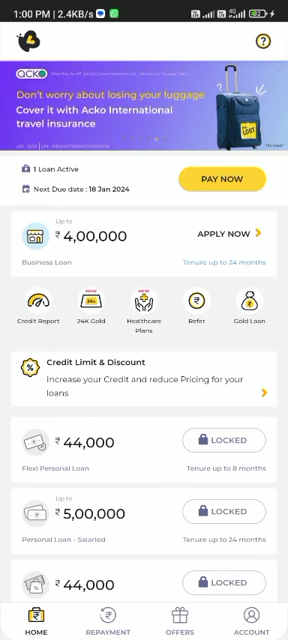 1:00 PM | 2.4KB/s
4G
62
?
acko
Don't worry about losing your luggage
Cover it with Acko International
travel insurance
LOST
1 Loan Active
Next Due date : 18 Jan 2024
PAY NOW
Up to
₹ 4,00,000
APPLY NOW
Business Loan
Tenure up to 24 months
NEW
NEW
24K
Credit Report
24K Gold
Healthcare
Plans
Refer
Gold Loan
Credit Limit & Discount
Increase your Credit and reduce Pricing for your
loans
₹ 44,000
LOCKED
Flexi Personal Loan
Tenure up to 8 months
Up to
₹ 5,00,000
LOCKED
Personal Loan - Salaried
Tenure up to 24 months
₹ 44,000
LOCKED
HOME
REPAYMENT
OFFERS
ACCOUNT